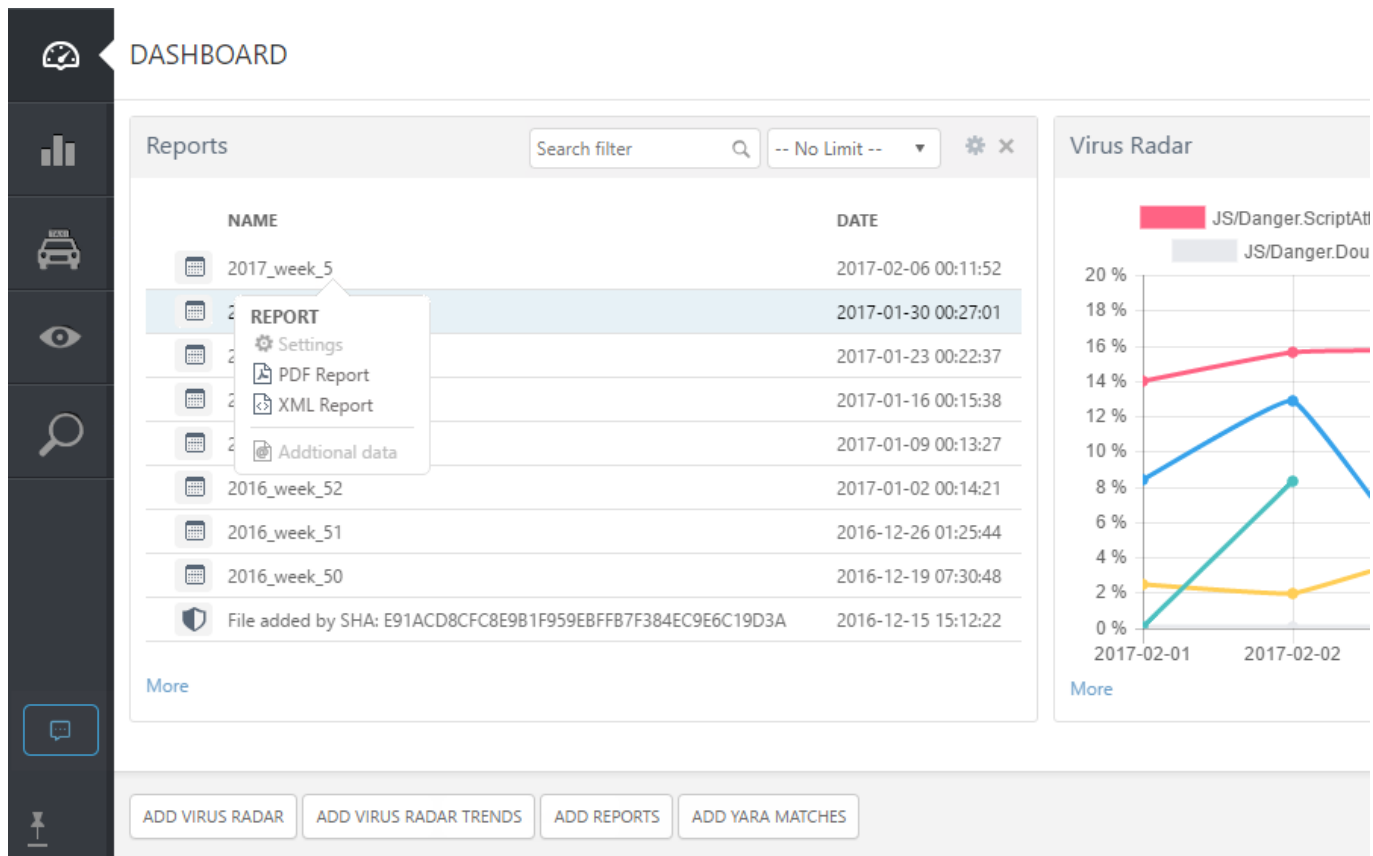 DASHBOARD
Reports
Search filter
-- No Limit --
NAME DATE
2017_week_5 2017-02-06 00:11:52
2 2017-01-30 00:27:01
2 2017-01-23 00:22:37
2 2017-01-16 00:15:38
2 2017-01-09 00:13:27
REPORT
Settings
PDF Report
XML Report
Addtional data
2016_week_52 2017-01-02 00:14:21
2016_week_51 2016-12-26 01:25:44
2016_week_50 2016-12-19 07:30:48
File added by SHA: E91ACD8CFC8E9B1F959EBFFB7F384EC9E6C19D3A 2016-12-15 15:12:22
More
Virus Radar
JS/Danger.ScriptAtt
JS/Danger.Dou
20 %
18 %
16 %
14 %
12 %
10 %
8 %
6 %
4 %
2 %
0 %
2017-02-01 2017-02-02
More
ADD VIRUS RADAR
ADD VIRUS RADAR TRENDS
ADD REPORTS
ADD YARA MATCHES